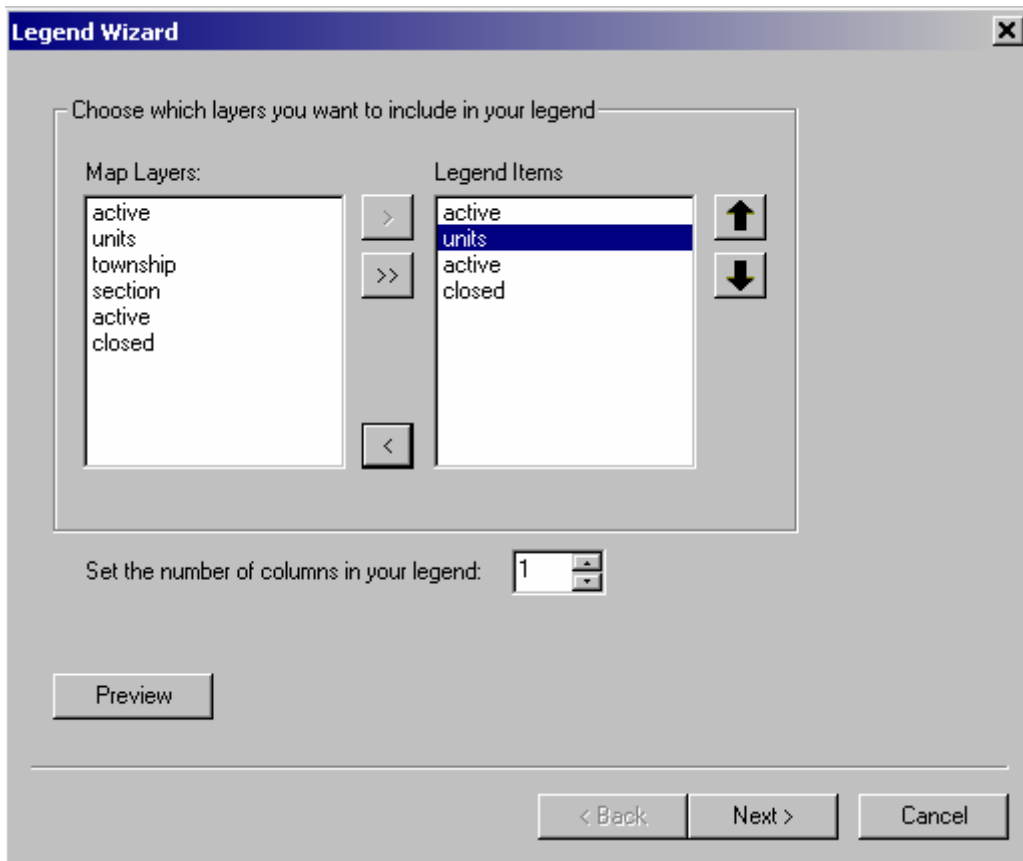 Legend Wizard
Choose which layers you want to include in your legend
Map Layers:
active
units
township
section
active
closed
>
>>
<
Legend Items
active
units
active
closed
Set the number of columns in your legend: 1
Preview
< Back Next > Cancel